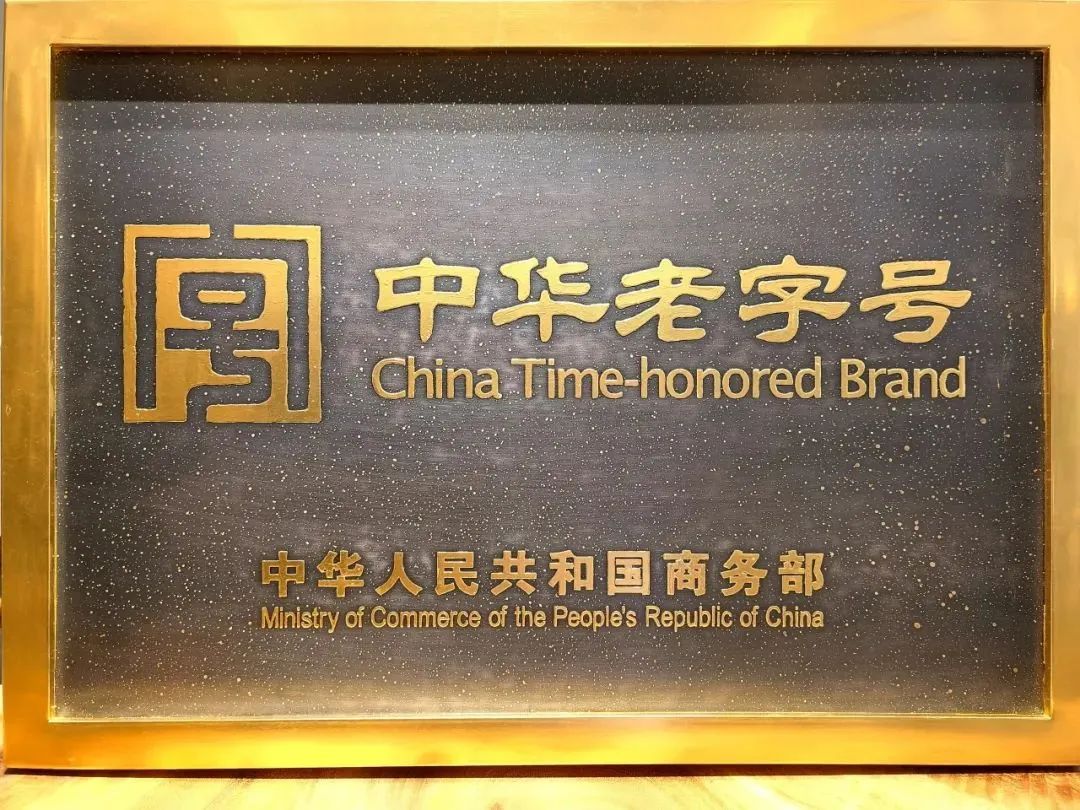 中华老字号
China Time-honored Brand
中华人民共和国商务部
Ministry of Commerce of the People's Republic of China